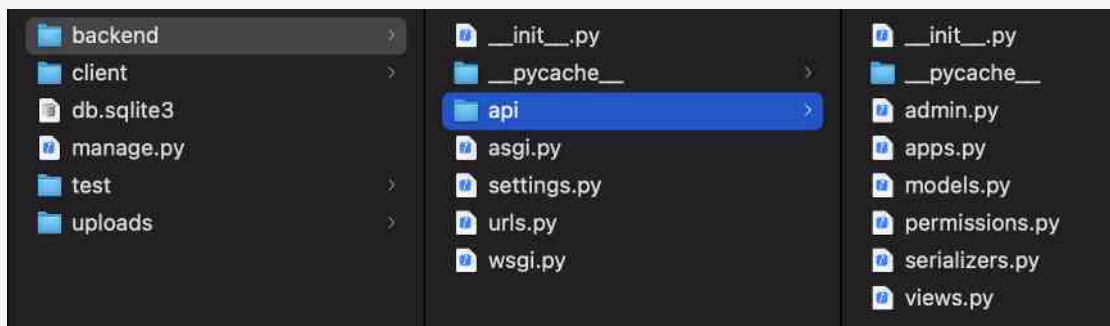 backend
client
db.sqlite3
manage.py
test
uploads
__init__.py
__pycache__
api
asgi.py
settings.py
urls.py
wsgi.py
__init__.py
__pycache__
admin.py
apps.py
models.py
permissions.py
serializers.py
views.py